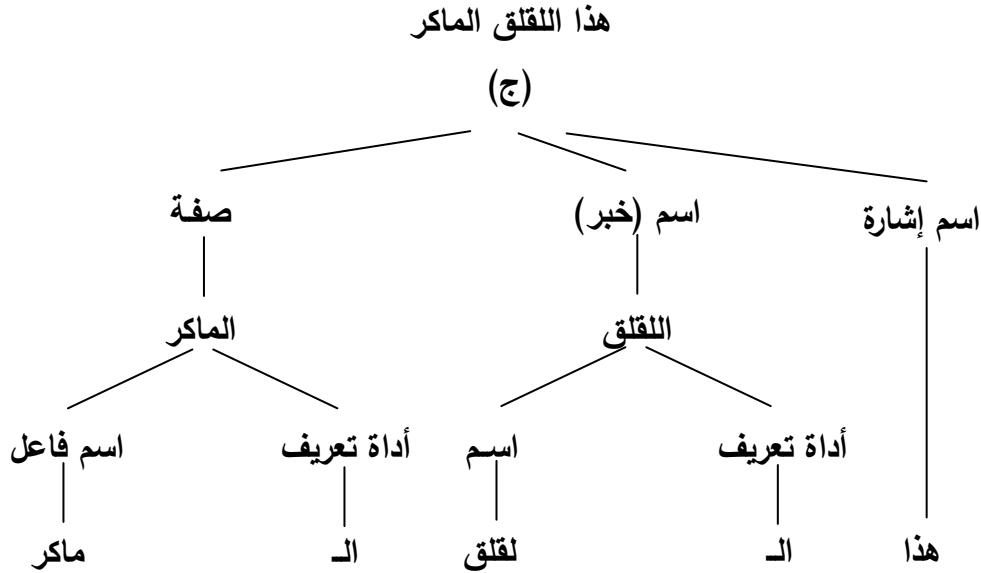 هذا اللقلق الماكر
(ج)
اسم إشارة اسم (خبر) صفة
اللقلق الماكر
أداة تعريف اسم أداة تعريف اسم فاعل
هذا الـ لقلق الـ ماكر